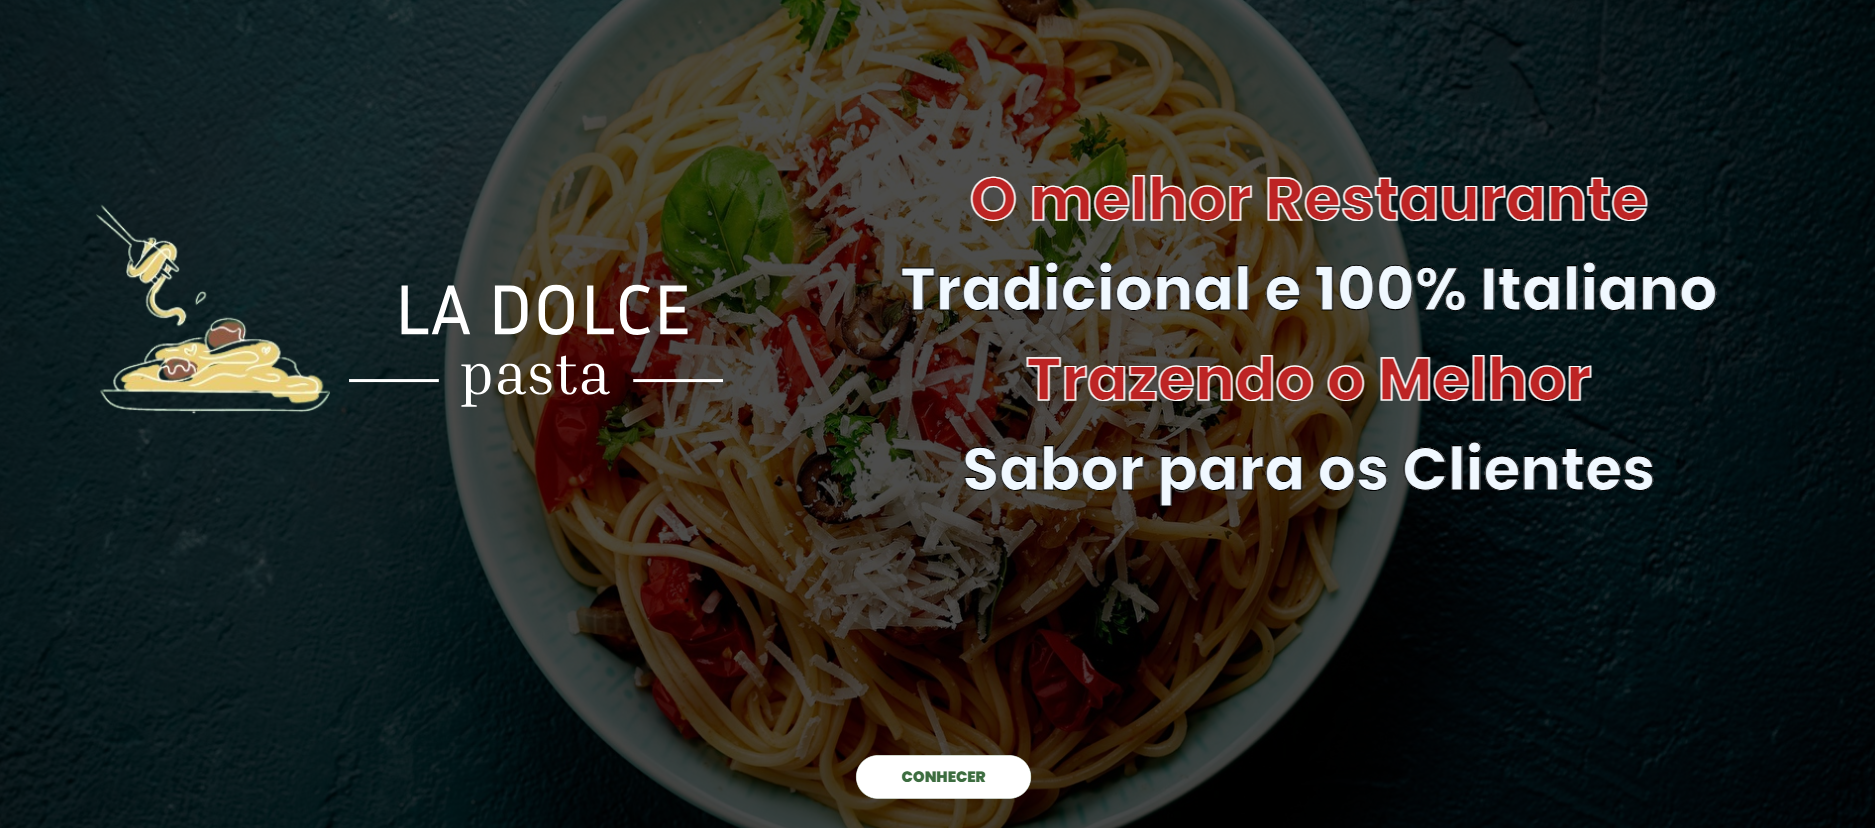 LA DOLCE
pasta
O melhor Restaurante
Tradicional e 100% Italiano
Trazendo o Melhor
Sabor para os Clientes
CONHECER